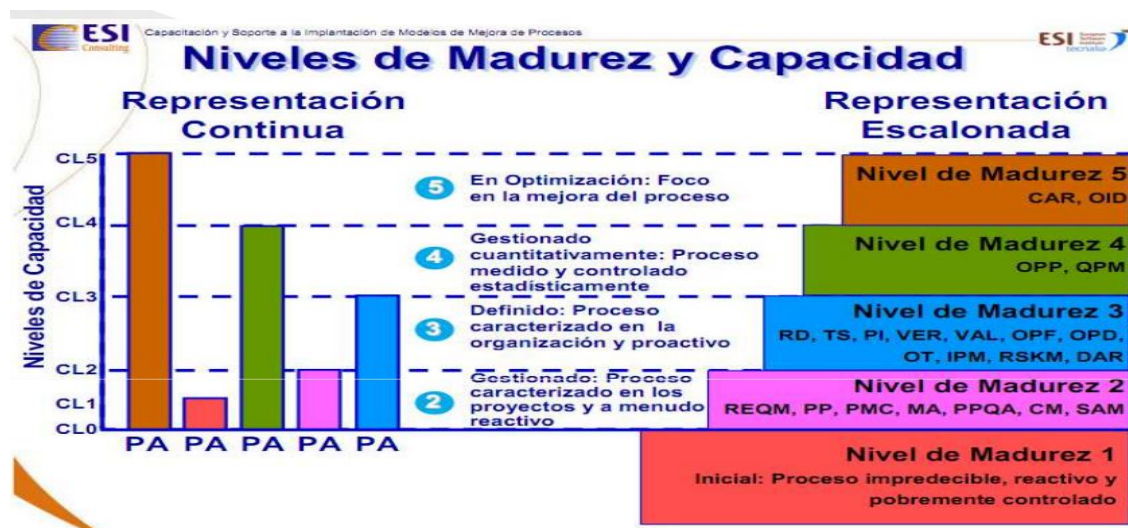 ESI
Consulting
Capacitación y Soporte a la Implantación de Modelos de Mejora de Procesos
ESI
European
Software
Institute
tecnalia
Niveles de Madurez y Capacidad
Representación
Continua
Representación
Escalonada
Niveles de Capacidad
CL5
CL4
CL3
CL2
CL1
CL0
PA PA PA PA PA
5
En Optimización: Foco
en la mejora del proceso
4
Gestionado
cuantitativamente: Proceso
medido y controlado
estadísticamente
3
Definido: Proceso
caracterizado en la
organización y proactivo
2
Gestionado: Proceso
caracterizado en los
proyectos y a menudo
reactivo
Nivel de Madurez 5
CAR, OID
Nivel de Madurez 4
OPP, QPM
Nivel de Madurez 3
RD, TS, PI, VER, VAL, OPF, OPD,
OT, IPM, RSKM, DAR
Nivel de Madurez 2
REQM, PP, PMC, MA, PPQA, CM, SAM
Nivel de Madurez 1
Inicial: Proceso impredecible, reactivo y
pobremente controlado